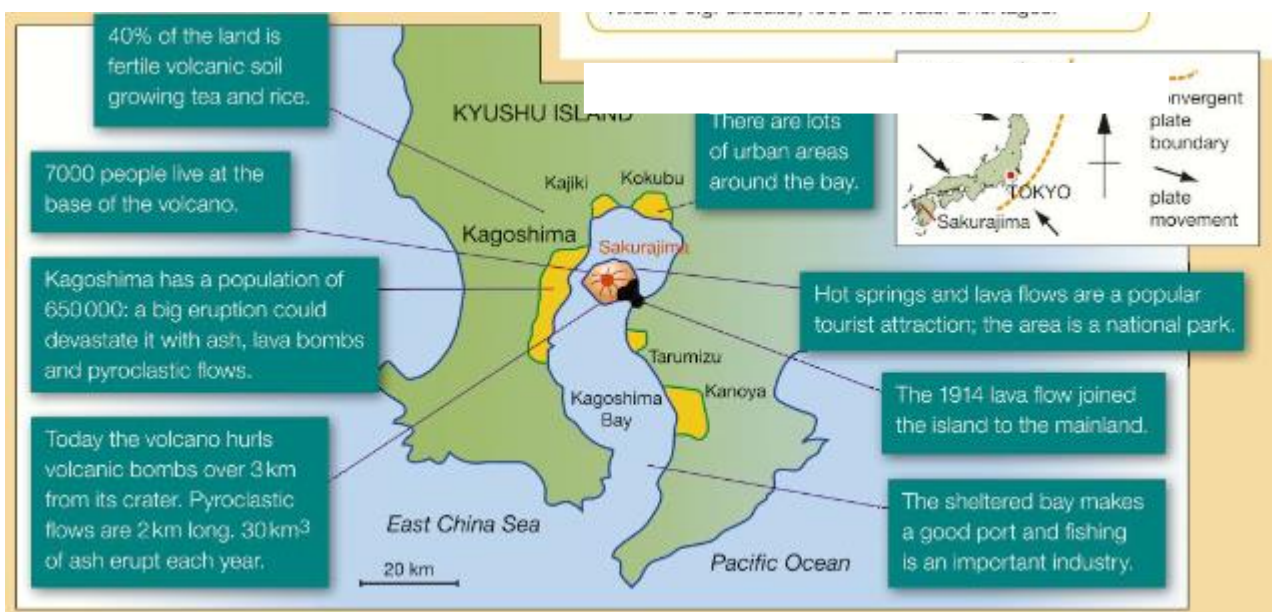 40% of the land is
fertile volcanic soil
growing tea and rice.
7000 people live at the
base of the volcano.
Kagoshima has a population of
650 000: a big eruption could
devastate it with ash, lava bombs
and pyroclastic flows.
Today the volcano hurls
volcanic bombs over 3 km
from its crater. Pyroclastic
flows are 2 km long. 30 km³
of ash erupt each year.
KYUSHU ISLAND
Kajiki
Kokubu
Kagoshima
Sakurajima
Tarumizu
Kanoya
Kagoshima
Bay
East China Sea
Pacific Ocean
20 km
There are lots
of urban areas
around the bay.
plate
boundary
plate
movement
TOKYO
Sakurajima
Hot springs and lava flows are a popular
tourist attraction; the area is a national park.
The 1914 lava flow joined
the island to the mainland.
The sheltered bay makes
a good port and fishing
is an important industry.